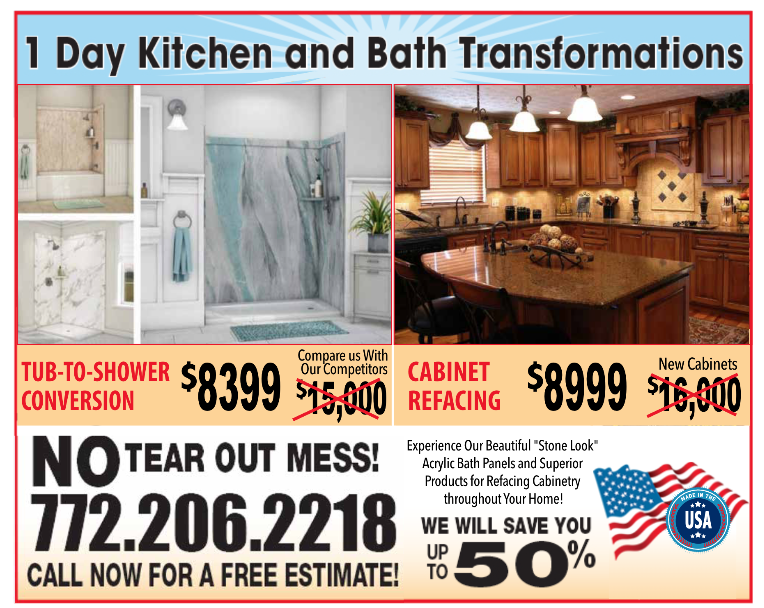 1 Day Kitchen and Bath Transformations
TUB-TO-SHOWER
CONVERSION
$8399
Compare us With
Our Competitors
$15,000
CABINET
REFACING
$8999
New Cabinets
$16,000
NO TEAR OUT MESS!
772.206.2218
CALL NOW FOR A FREE ESTIMATE!
Experience Our Beautiful "Stone Look"
Acrylic Bath Panels and Superior
Products for Refacing Cabinetry
throughout Your Home!
WE WILL SAVE YOU
UP
TO 50%
MADE IN THE
USA